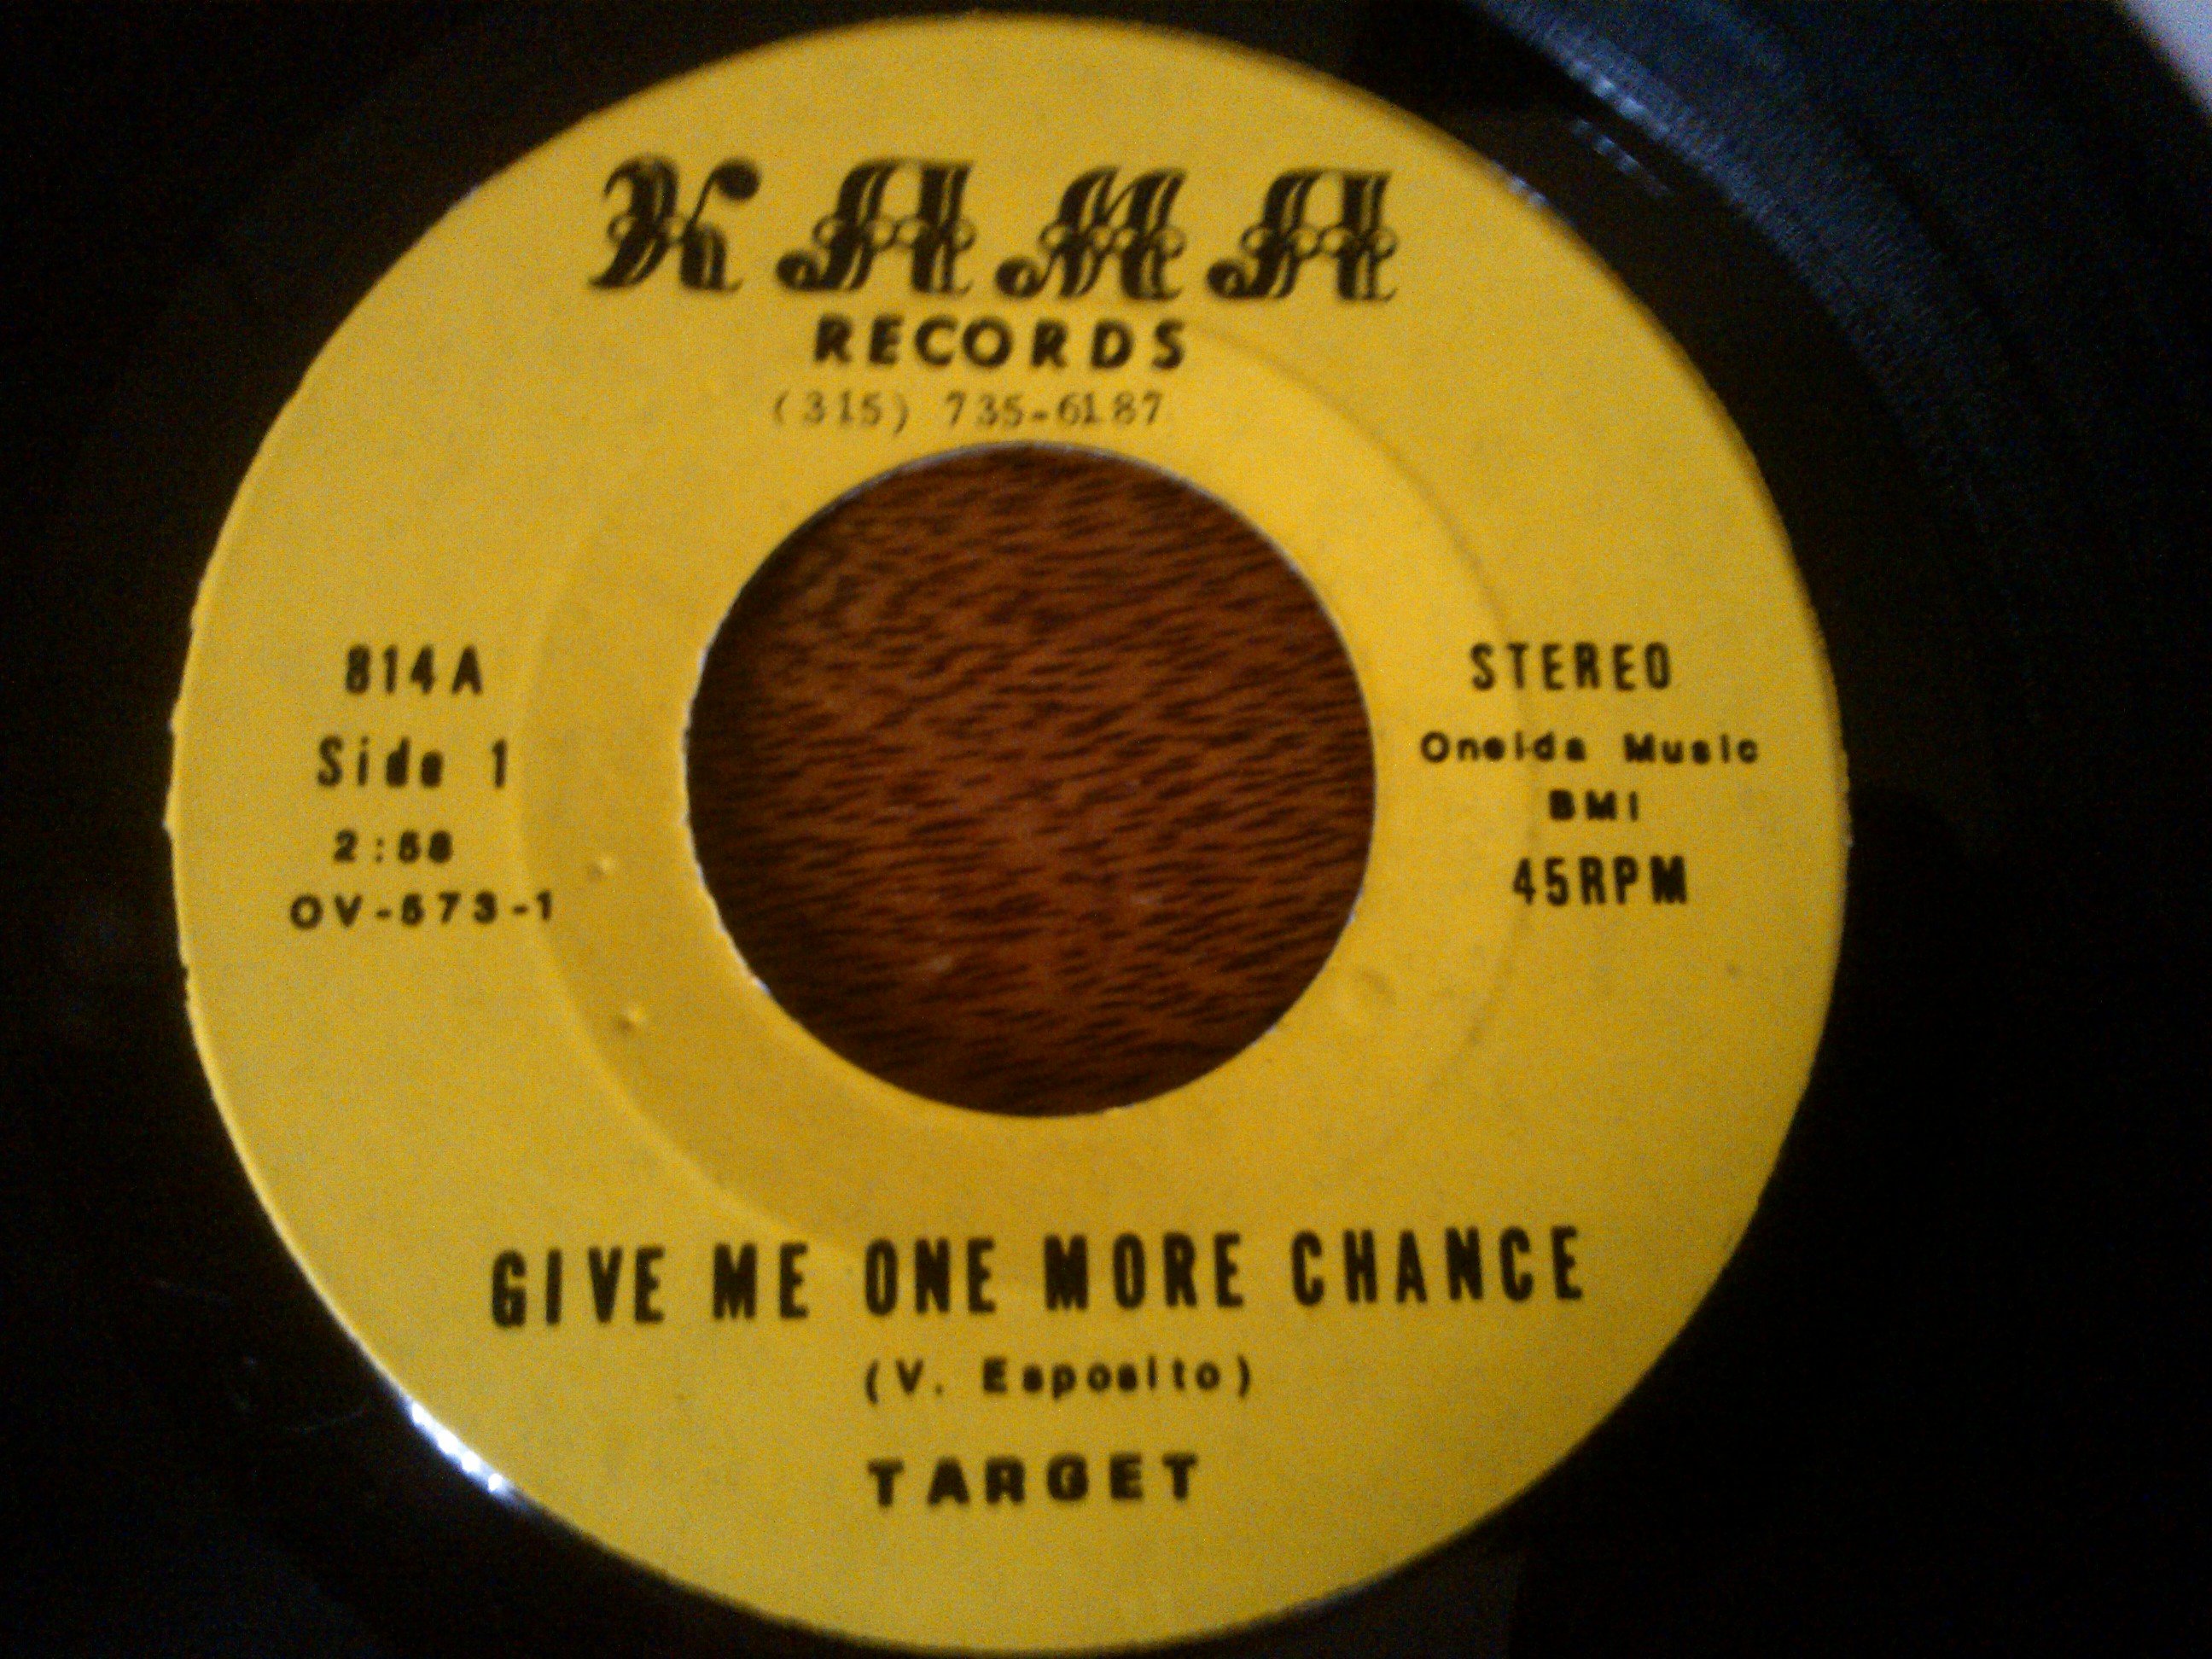 KAMA
RECORDS
(315) 735-6187
814A
Side 1
2:58
OV-573-1
STEREO
Oneida Music
BMI
45RPM
GIVE ME ONE MORE CHANCE
(V. Esposito)
TARGET